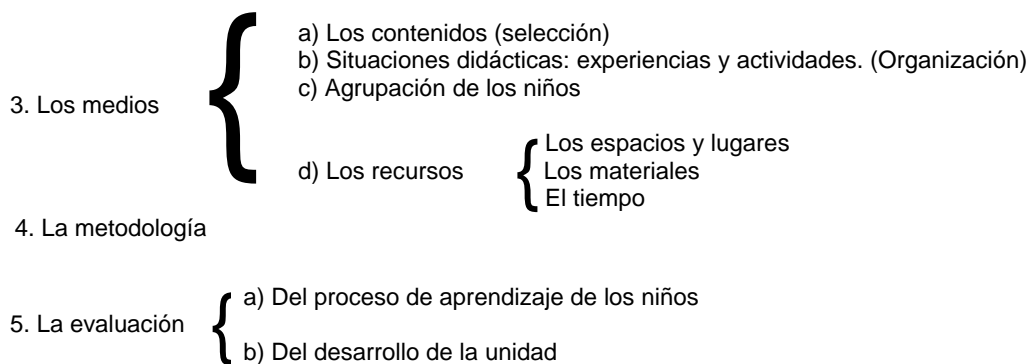 3. Los medios
a) Los contenidos (selección)
b) Situaciones didácticas: experiencias y actividades. (Organización)
c) Agrupación de los niños
d) Los recursos
Los espacios y lugares
Los materiales
El tiempo
4. La metodología
5. La evaluación
a) Del proceso de aprendizaje de los niños
b) Del desarrollo de la unidad